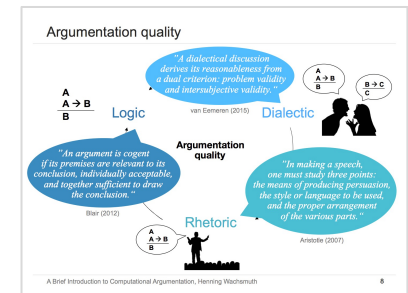 Argumentation quality
"A dialectical discussion
derives its reasonableness from
a dual criterion: problem validity
and intersubjective validity."
van Eemeren (2015)
A
A → B
B
Logic
Dialectic
A
A → B
B
B → C
C
Argumentation
quality
"An argument is cogent
if its premises are relevant to its
conclusion, individually acceptable,
and together sufficient to draw
the conclusion."
Blair (2012)
"In making a speech,
one must study three points:
the means of producing persuasion,
the style or language to be used,
and the proper arrangement
of the various parts."
Aristotle (2007)
Rhetoric
A
A → B
B
A Brief Introduction to Computational Argumentation, Henning Wachsmuth
8